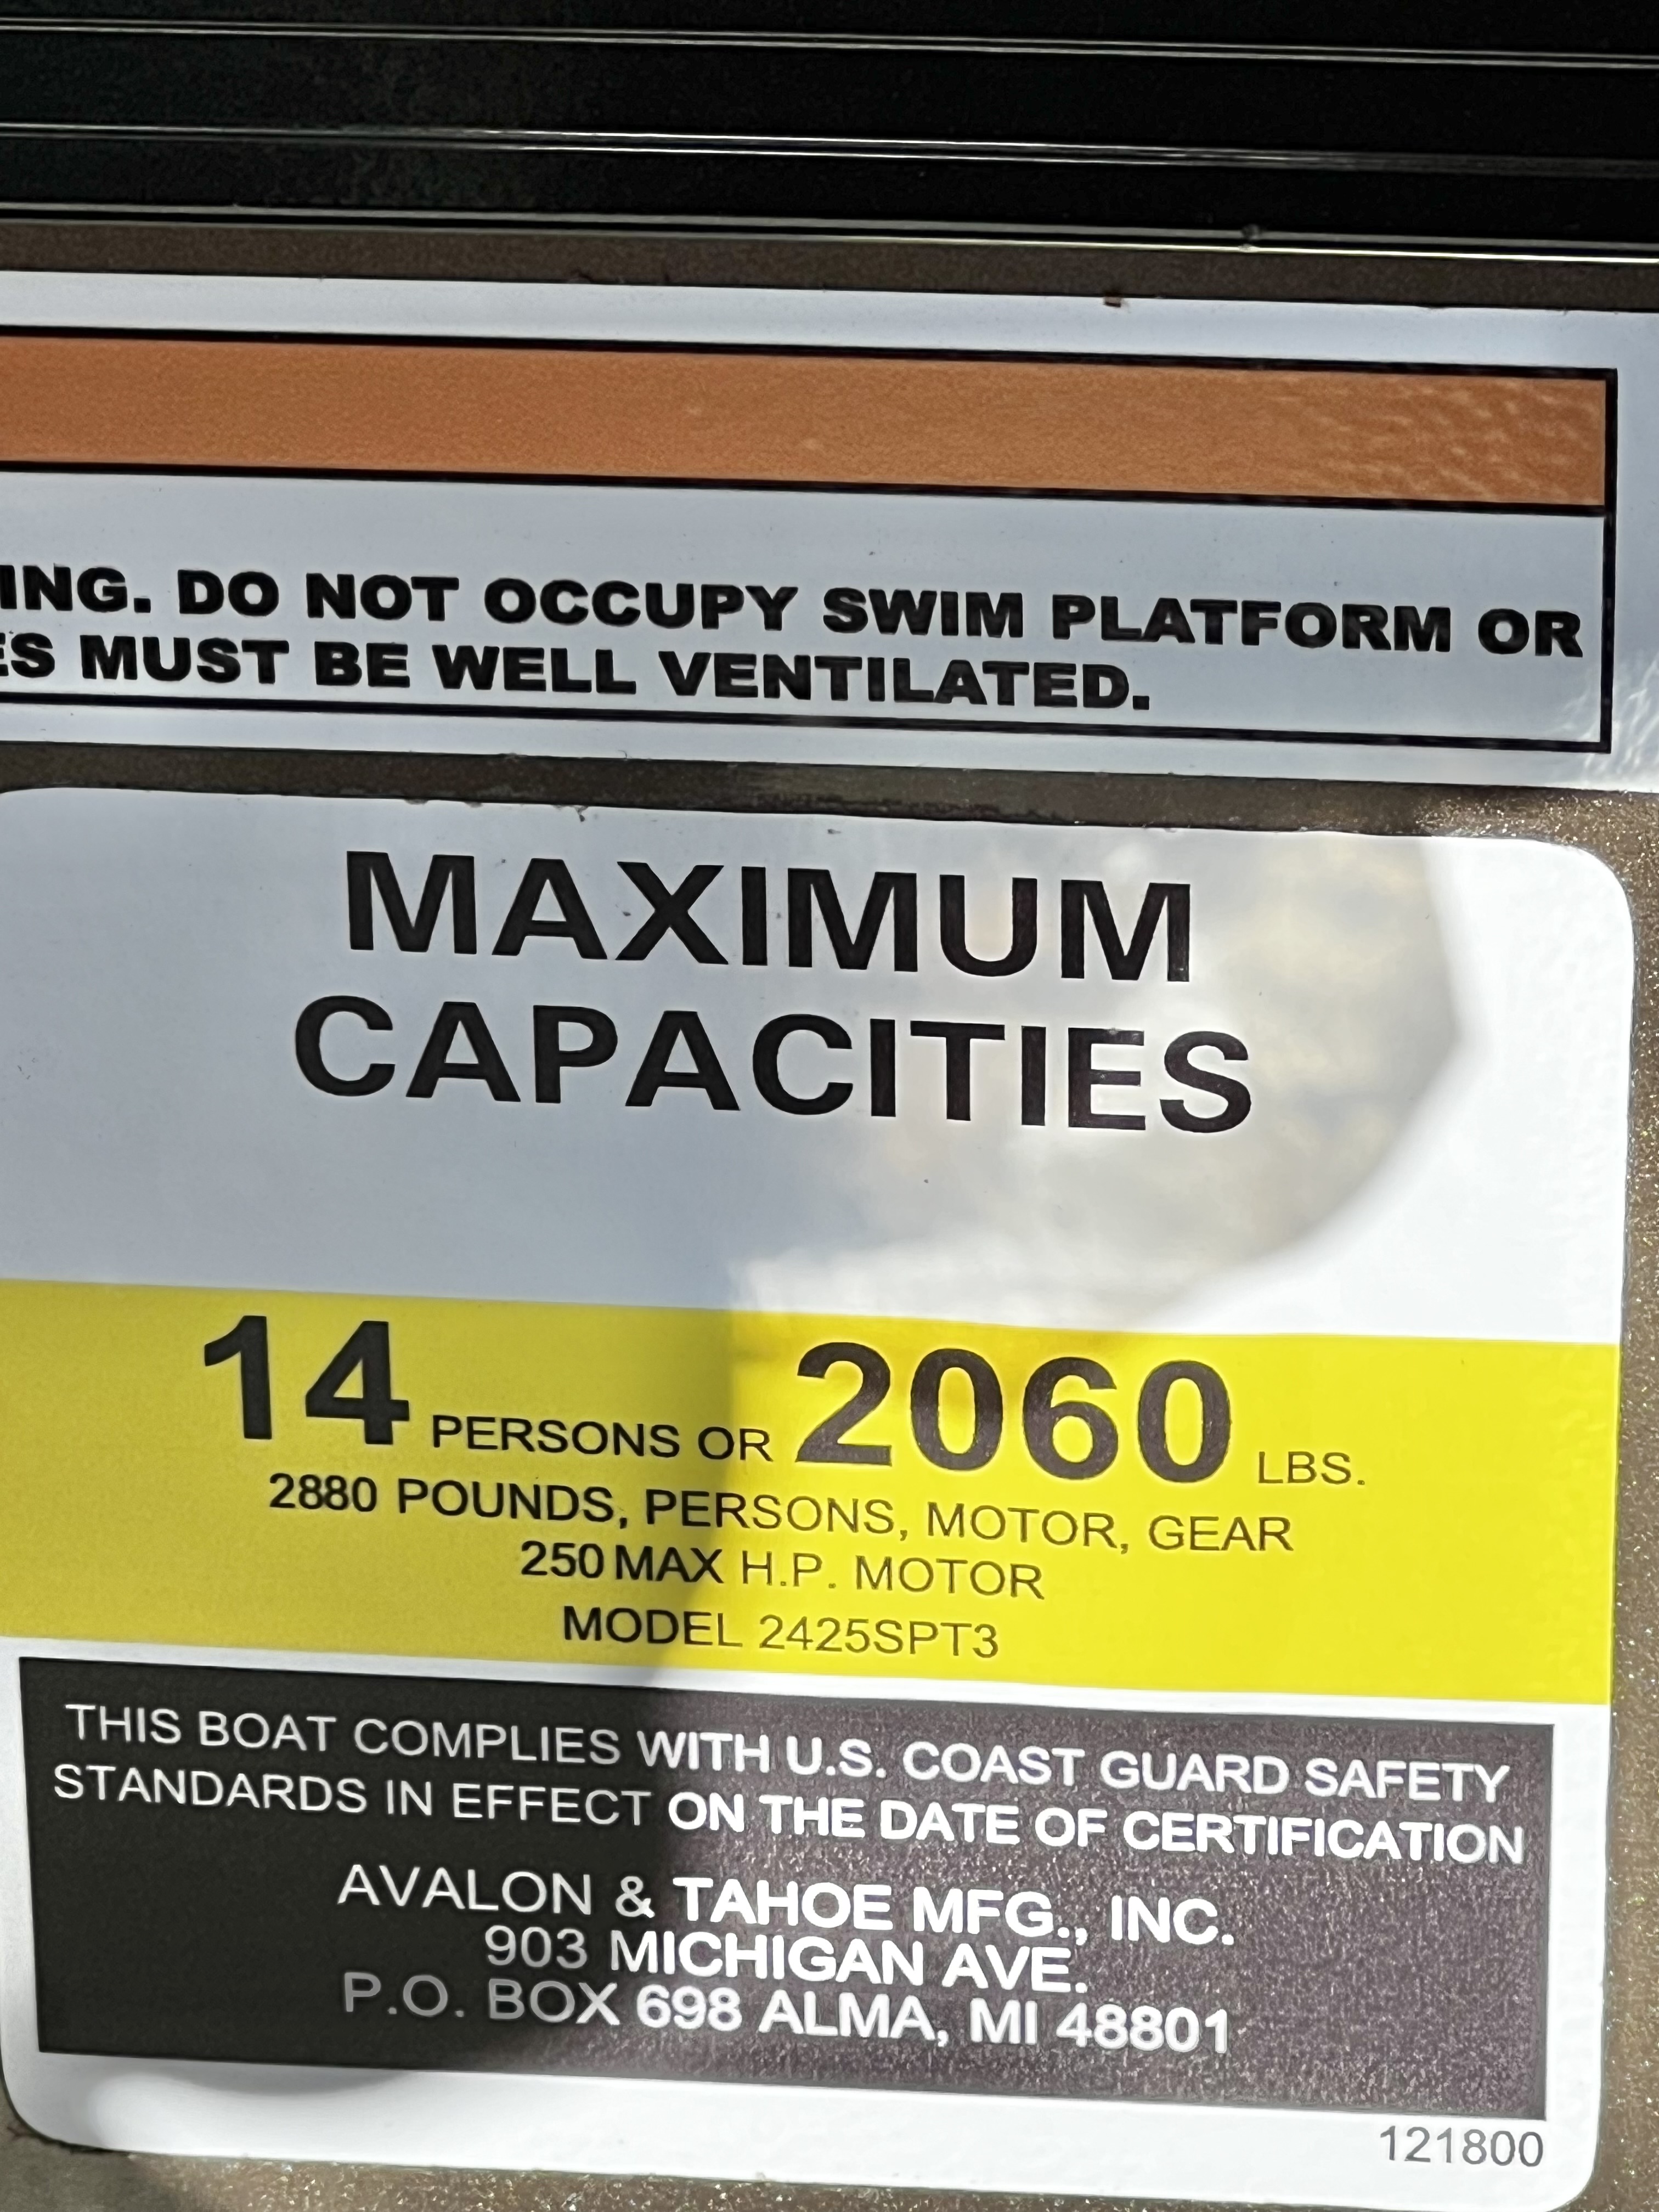 ING. DO NOT OCCUPY SWIM PLATFORM OR
ES MUST BE WELL VENTILATED.
MAXIMUM
CAPACITIES
14 PERSONS OR 2060 LBS.
2880 POUNDS, PERSONS, MOTOR, GEAR
250 MAX H.P. MOTOR
MODEL 2425SPT3
THIS BOAT COMPLIES WITH U.S. COAST GUARD SAFETY
STANDARDS IN EFFECT ON THE DATE OF CERTIFICATION
AVALON & TAHOE MFG., INC.
903 MICHIGAN AVE.
P.O. BOX 698 ALMA, MI 48801
121800